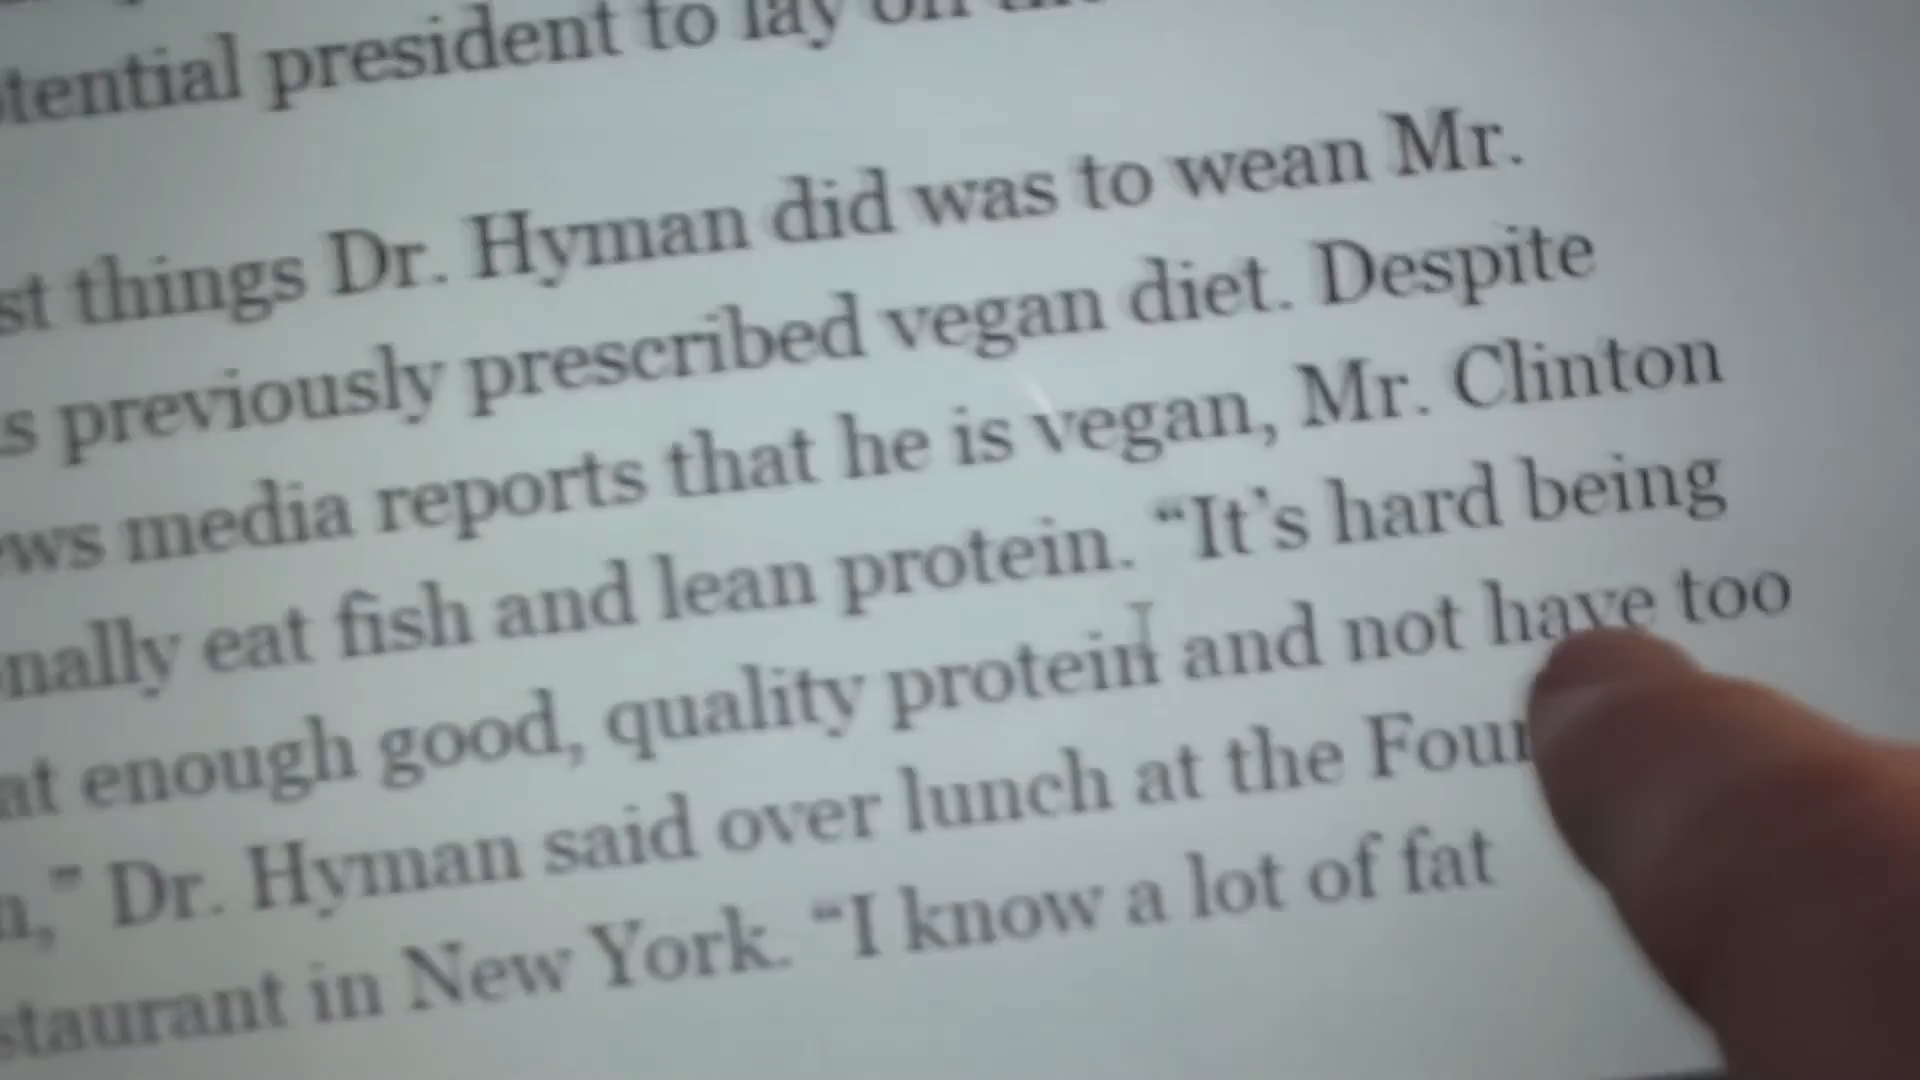 potential president to lay off the
st things Dr. Hyman did was to wean Mr.
s previously prescribed vegan diet. Despite
ws media reports that he is vegan, Mr. Clinton
nally eat fish and lean protein. “It’s hard being
at enough good, quality protein and not have too
n,” Dr. Hyman said over lunch at the Four
staurant in New York. “I know a lot of fat